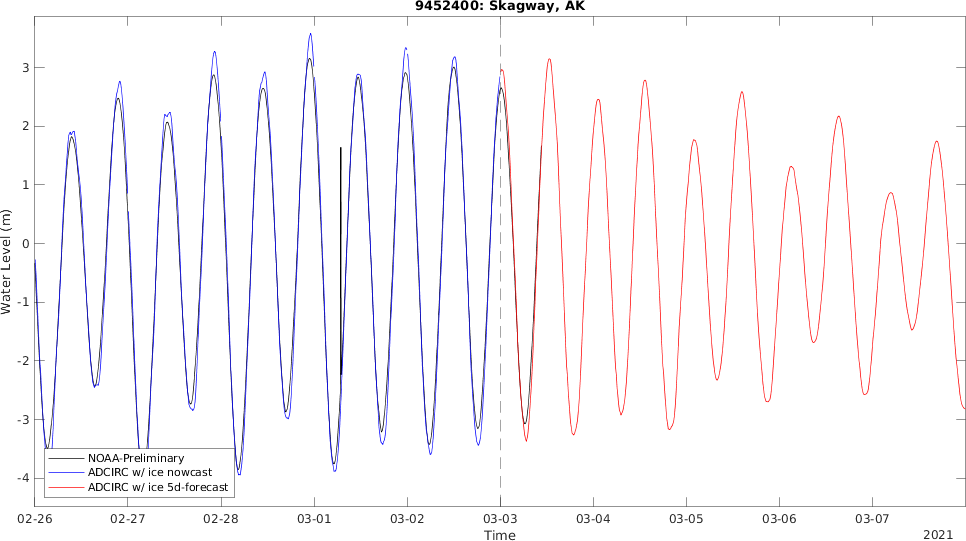 9452400: Skagway, AK
3
2
1
0
-1
-2
-3
-4
Water Level (m)
NOAA-Preliminary
ADCIRC w/ ice nowcast
ADCIRC w/ ice 5d-forecast
02-26 02-27 02-28 03-01 03-02 03-03 03-04 03-05 03-06 03-07
Time
2021